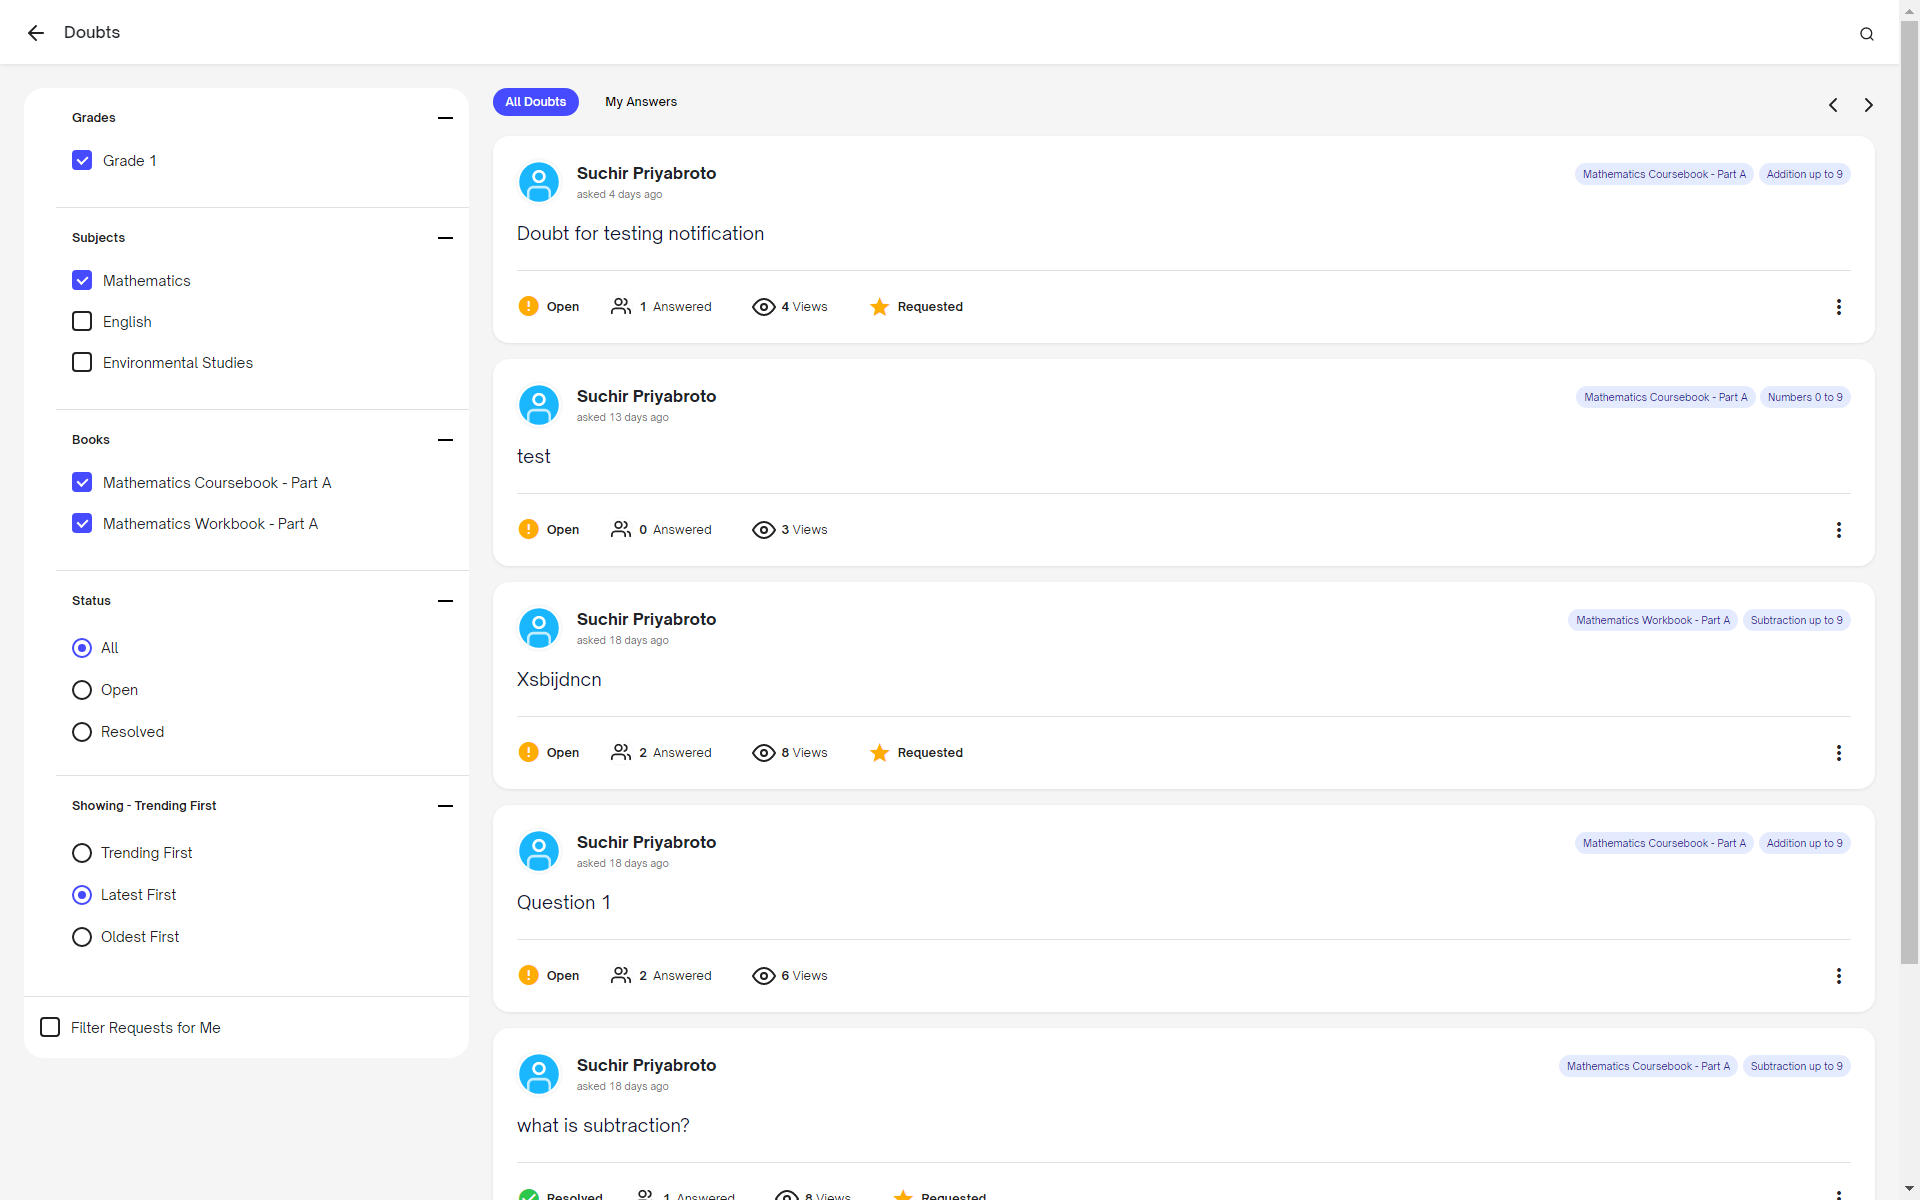 Doubts
Grades
Grade 1
Subjects
Mathematics
English
Environmental Studies
Books
Mathematics Coursebook - Part A
Mathematics Workbook - Part A
Status
All
Open
Resolved
Showing - Trending First
Trending First
Latest First
Oldest First
Filter Requests for Me
All Doubts My Answers
Suchir Priyabroto Mathematics Coursebook - Part A Addition up to 9
asked 4 days ago
Doubt for testing notification
Open 1 Answered 4 Views Requested
Suchir Priyabroto Mathematics Coursebook - Part A Numbers 0 to 9
asked 13 days ago
test
Open 0 Answered 3 Views
Suchir Priyabroto Mathematics Workbook - Part A Subtraction up to 9
asked 18 days ago
Xsbijdncn
Open 2 Answered 8 Views Requested
Suchir Priyabroto Mathematics Coursebook - Part A Addition up to 9
asked 18 days ago
Question 1
Open 2 Answered 6 Views
Suchir Priyabroto Mathematics Coursebook - Part A Subtraction up to 9
asked 18 days ago
what is subtraction?
Resolved 1 Answered 8 Views Requested